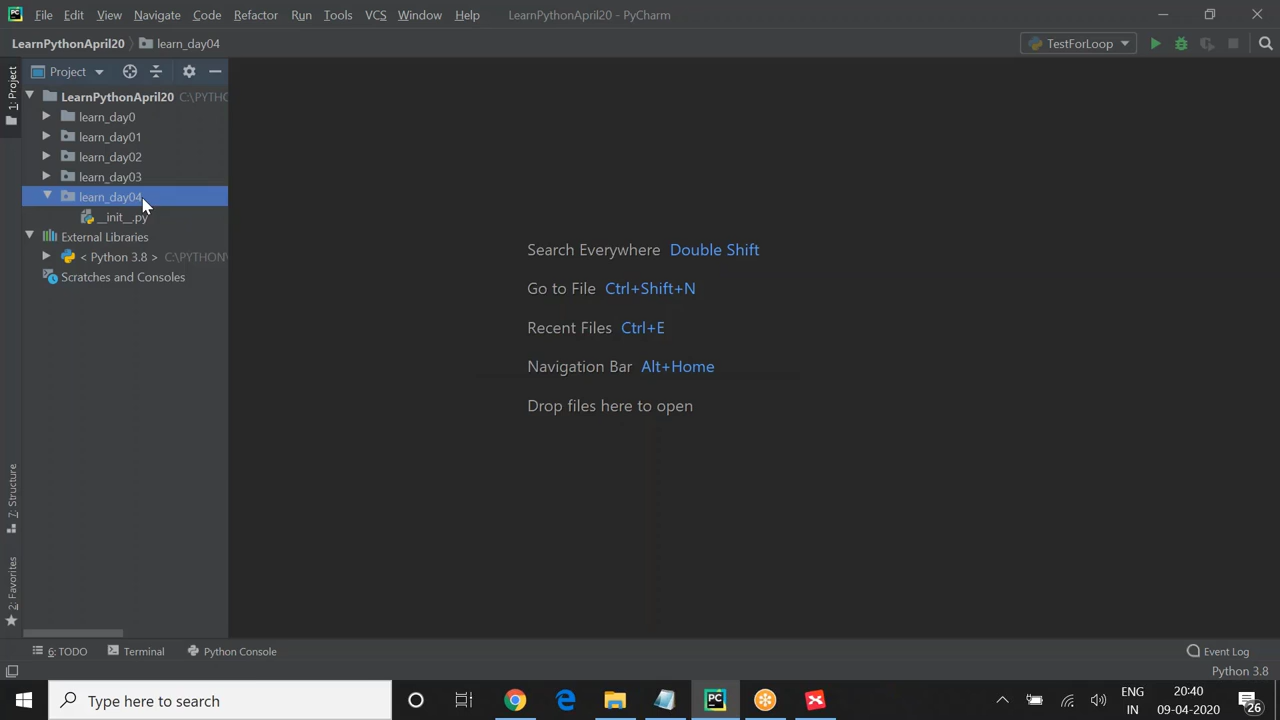 PC File Edit View Navigate Code Refactor Run Tools VCS Window Help LearnPythonApril20 - PyCharm
LearnPythonApril20 learn_day04 TestForLoop
1: Project
Project
LearnPythonApril20 C:\PYTHO
learn_day0
learn_day01
learn_day02
learn_day03
learn_day04
__init__.py
External Libraries
< Python 3.8 > C:\PYTHON\
Scratches and Consoles
Search Everywhere Double Shift
Go to File Ctrl+Shift+N
Recent Files Ctrl+E
Navigation Bar Alt+Home
Drop files here to open
7: Structure
2: Favorites
6: TODO Terminal Python Console Event Log
Python 3.8
Type here to search PC ENG 20:40
IN 09-04-2020 26